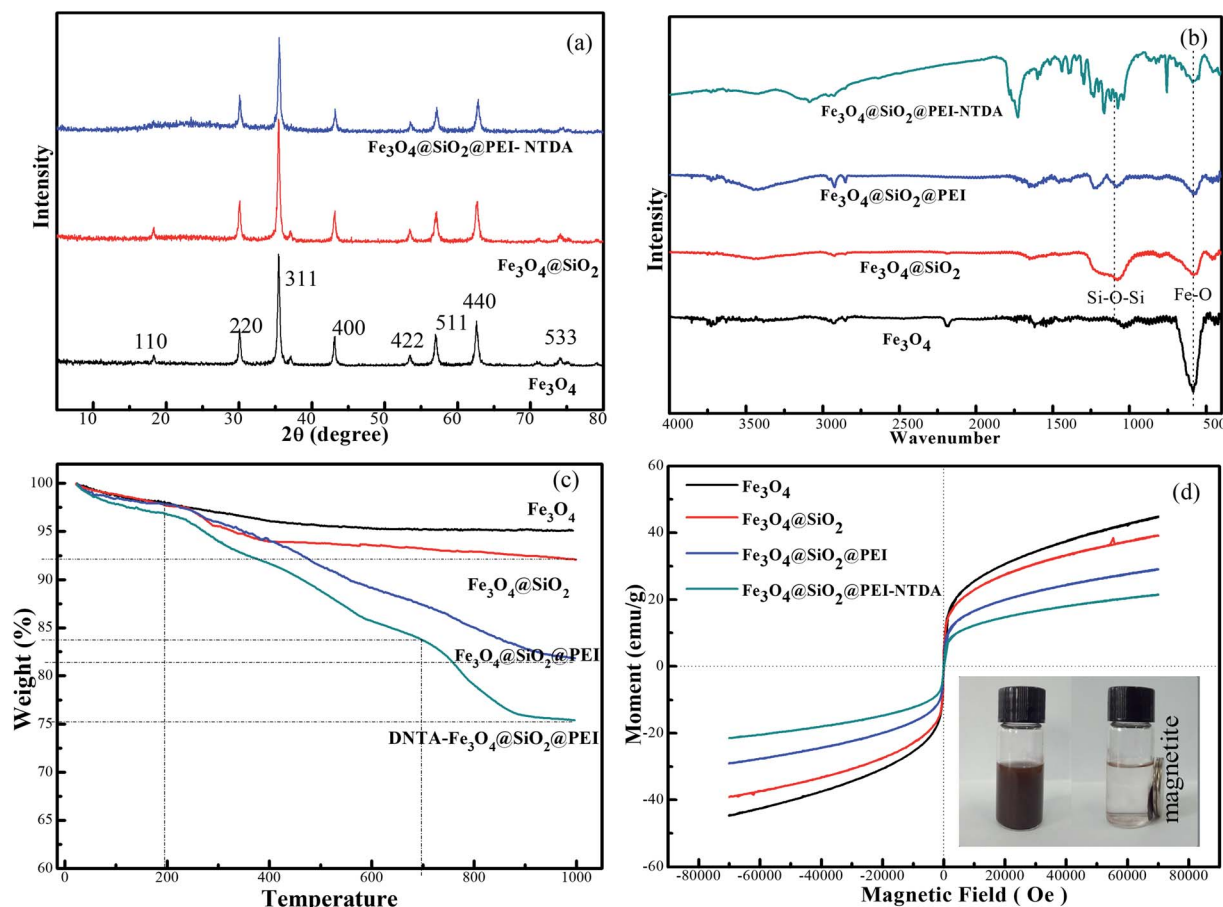 (a)
Intensity
Fe₃O₄@SiO₂@PEI- NTDA
Fe₃O₄@SiO₂
110
220
311
400
422
511
440
533
Fe₃O₄
10 20 30 40 50 60 70 80
2θ (degree)
(b)
Intensity
Fe₃O₄@SiO₂@PEI-NTDA
Fe₃O₄@SiO₂@PEI
Fe₃O₄@SiO₂
Si-O-Si
Fe-O
Fe₃O₄
4000 3500 3000 2500 2000 1500 1000 500
Wavenumber
(c)
Weight (%)
100
95
90
85
80
75
70
65
60
Fe₃O₄
Fe₃O₄@SiO₂
Fe₃O₄@SiO₂@PEI
DNTA-Fe₃O₄@SiO₂@PEI
0 200 400 600 800 1000
Temperature
(d)
Moment (emu/g)
60
40
20
0
-20
-40
-60
Fe₃O₄
Fe₃O₄@SiO₂
Fe₃O₄@SiO₂@PEI
Fe₃O₄@SiO₂@PEI-NTDA
magnetite
-80000 -60000 -40000 -20000 0 20000 40000 60000 80000
Magnetic Field ( Oe )